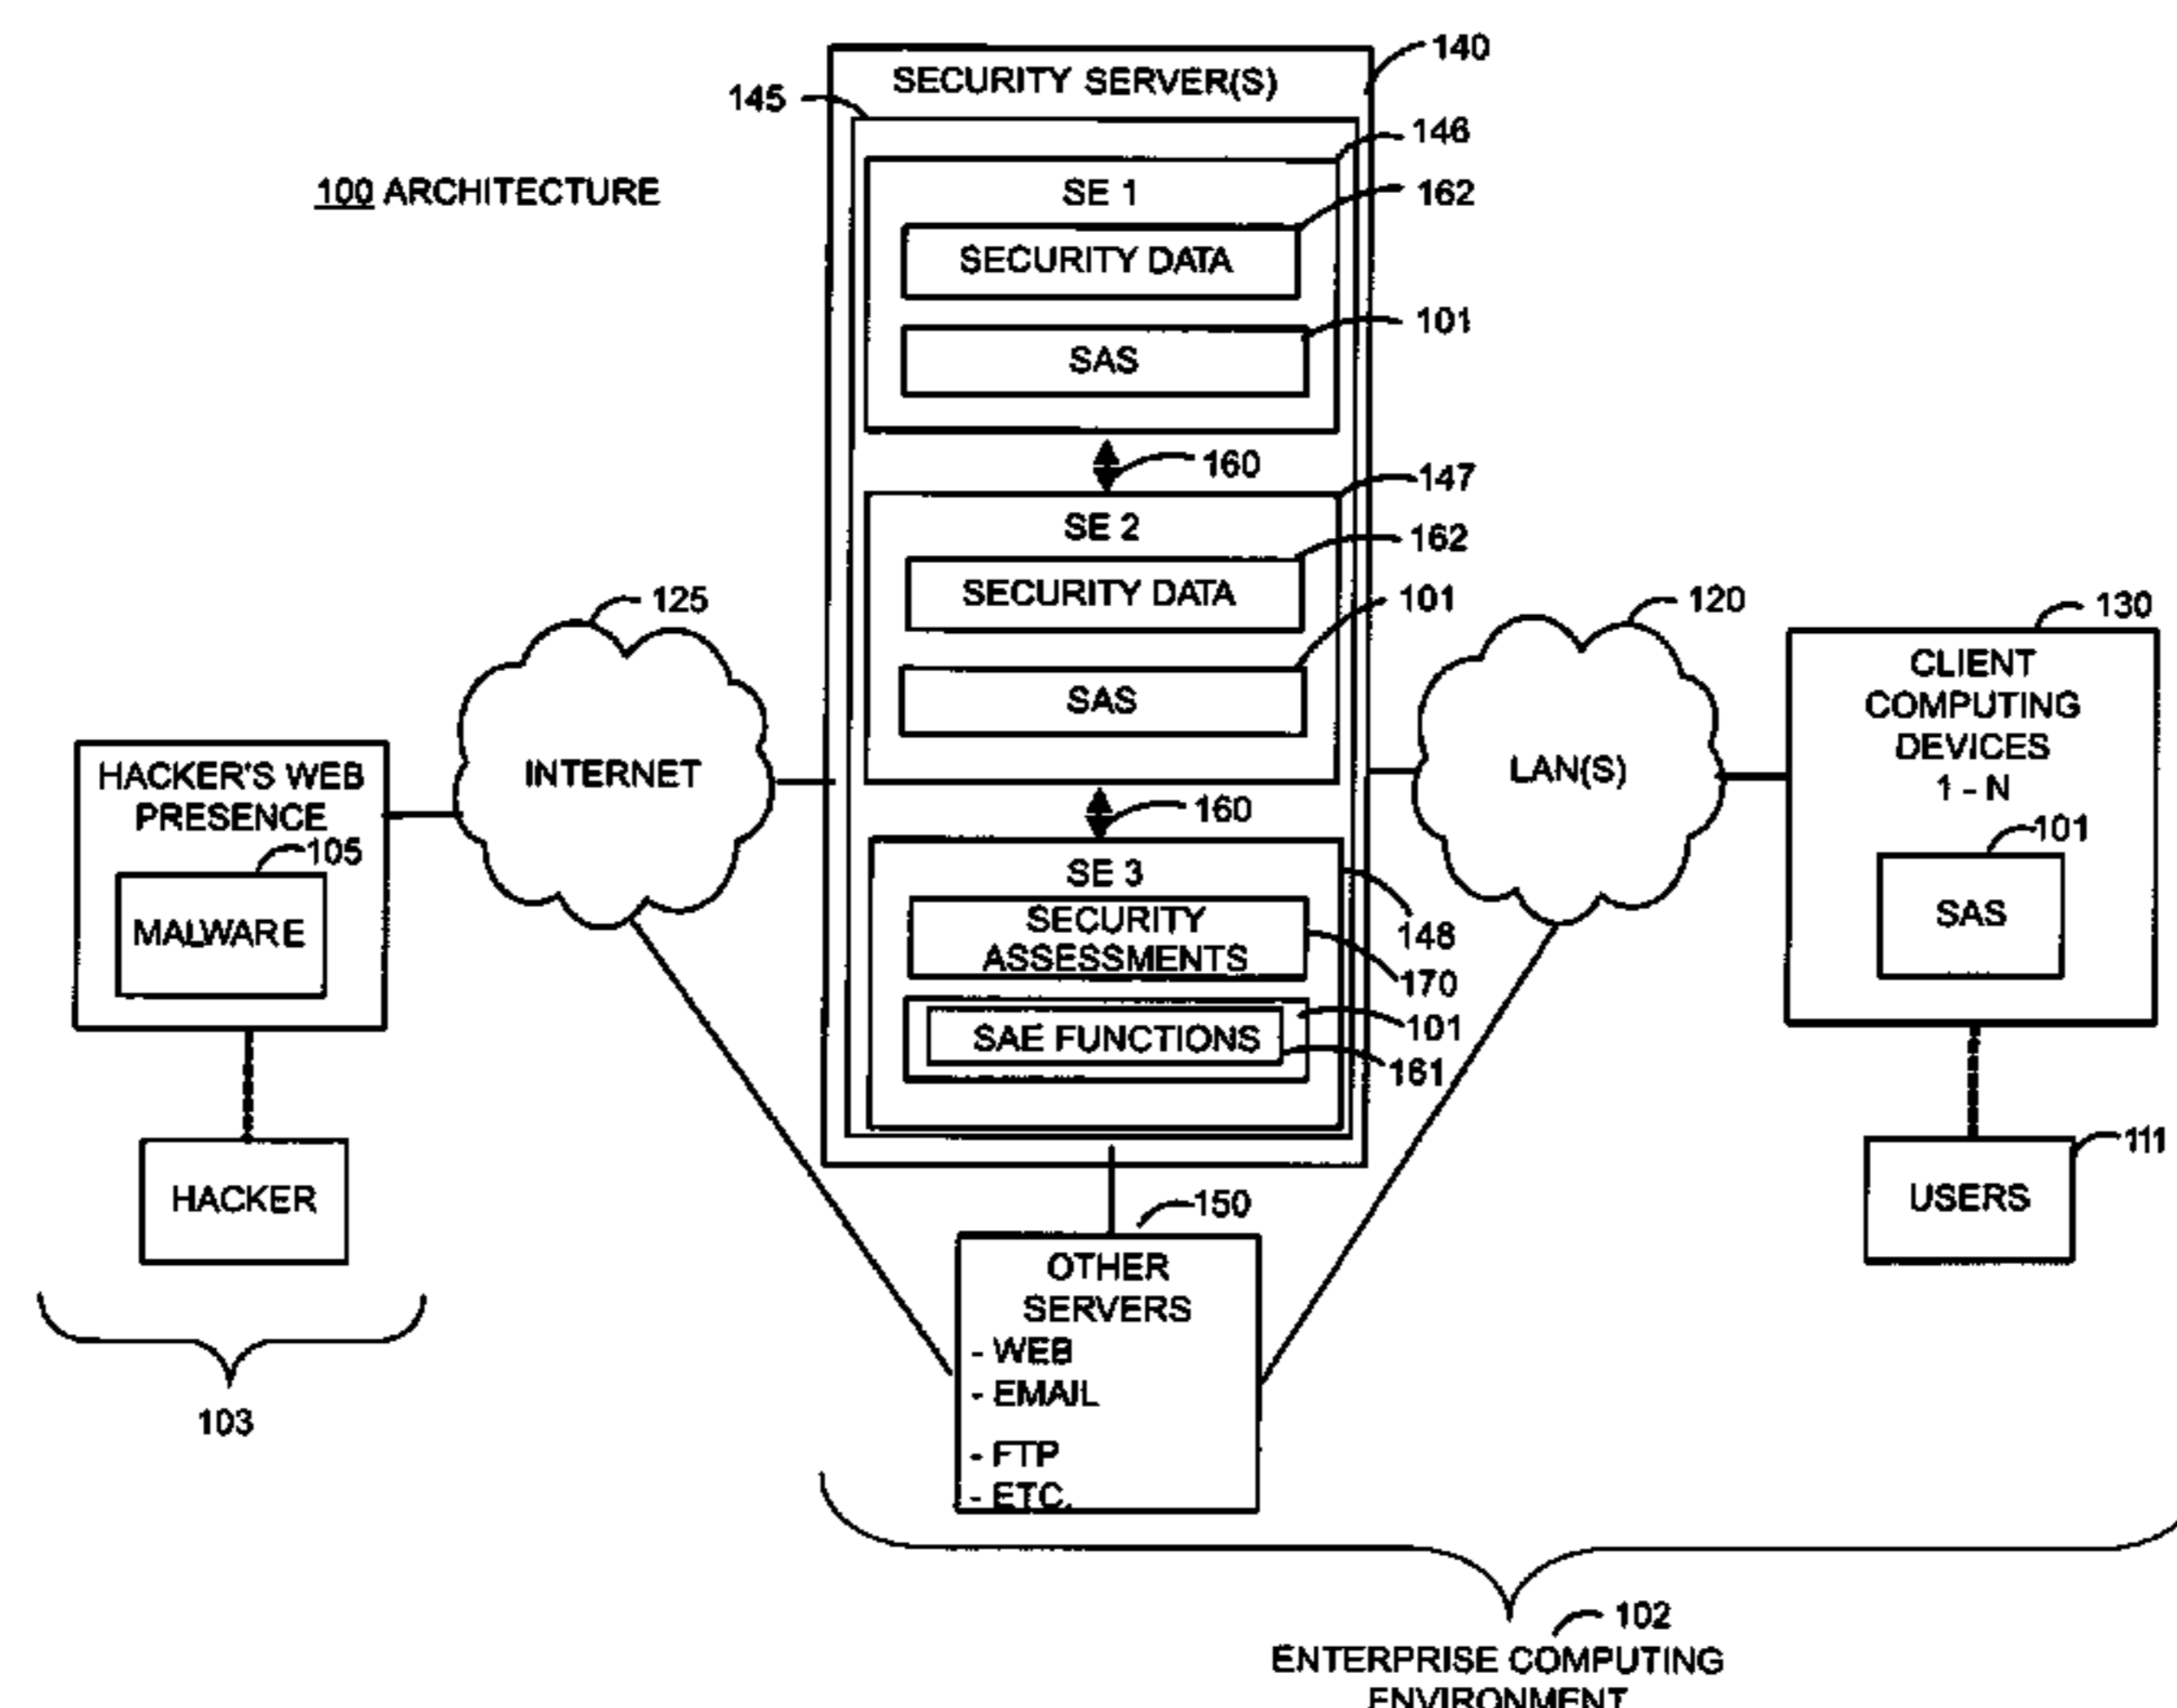 140
SECURITY SERVER(S)
145
146
100 ARCHITECTURE
SE 1
162
SECURITY DATA
101
SAS
160
147
SE 2
162
SECURITY DATA
101
SAS
125
INTERNET
120
LAN(S)
130
CLIENT
COMPUTING
DEVICES
1 - N
101
SAS
HACKER'S WEB
PRESENCE
105
MALWARE
160
SE 3
148
SECURITY
ASSESSMENTS
170
101
SAE FUNCTIONS
161
HACKER
111
USERS
103
150
OTHER
SERVERS
- WEB
- EMAIL
- FTP
- ETC.
102
ENTERPRISE COMPUTING
ENVIRONMENT